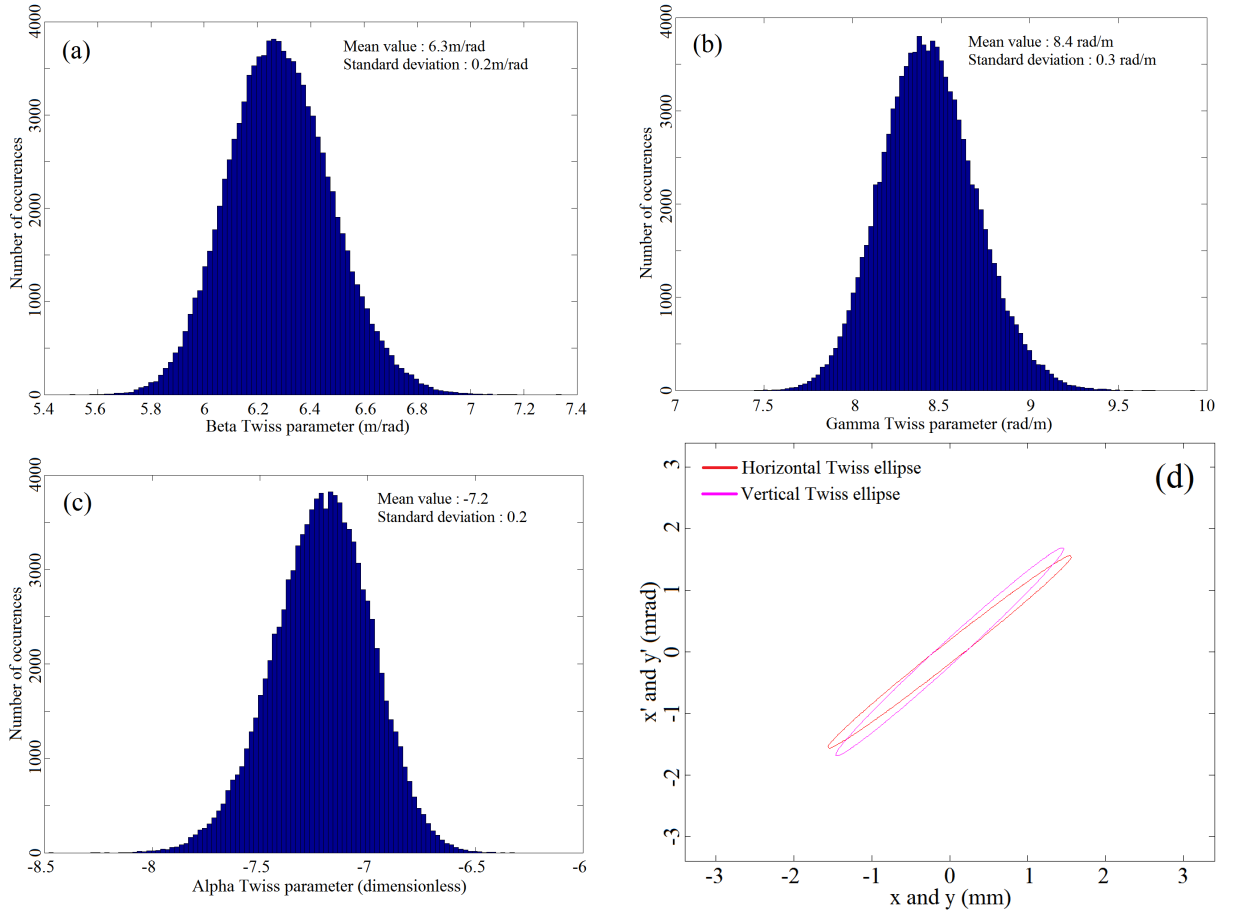 (a)
Mean value : 6.3m/rad
Standard deviation : 0.2m/rad
Number of occurences
0
1000
2000
3000
4000
5.4 5.6 5.8 6 6.2 6.4 6.6 6.8 7 7.2 7.4
Beta Twiss parameter (m/rad)
(b)
Mean value : 8.4 rad/m
Standard deviation : 0.3 rad/m
Number of occurences
0
1000
2000
3000
4000
7 7.5 8 8.5 9 9.5 10
Gamma Twiss parameter (rad/m)
(c)
Mean value : -7.2
Standard deviation : 0.2
Number of occurences
0
1000
2000
3000
4000
-8.5 -8 -7.5 -7 -6.5 -6
Alpha Twiss parameter (dimensionless)
(d)
Horizontal Twiss ellipse
Vertical Twiss ellipse
x' and y' (mrad)
-3
-2
-1
0
1
2
3
-3 -2 -1 0 1 2 3
x and y (mm)